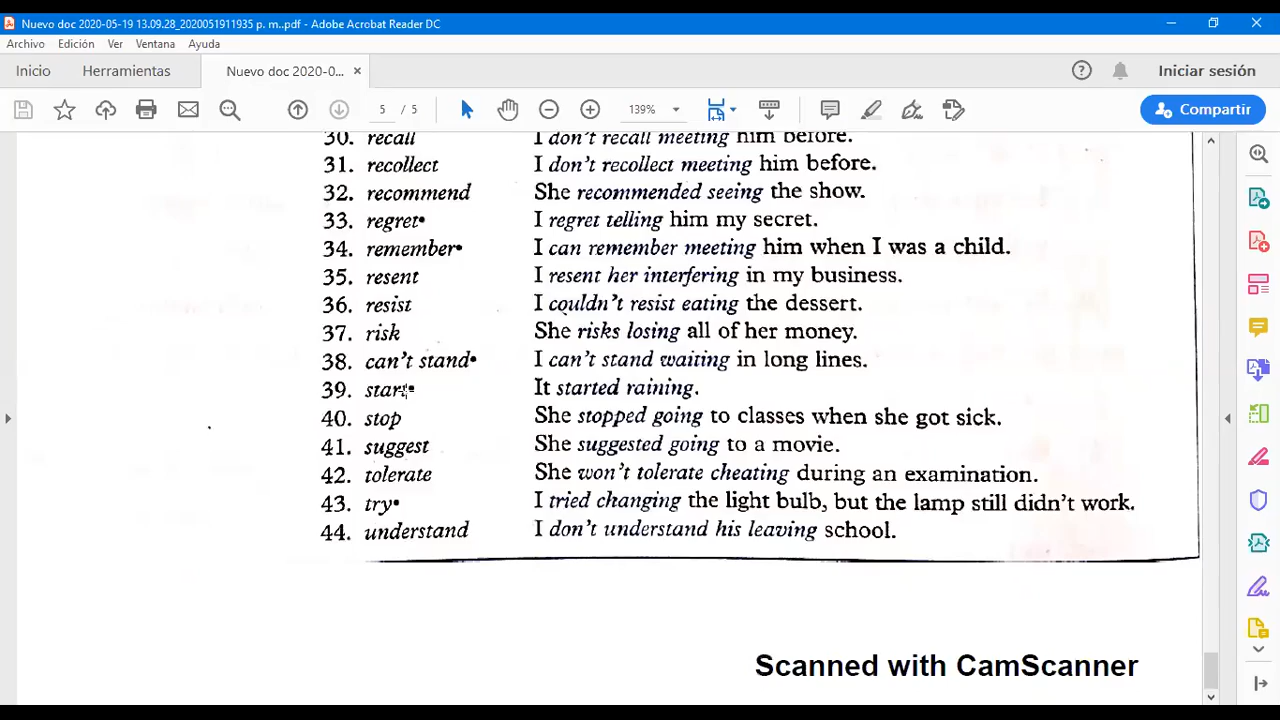 Nuevo doc 2020-05-19 13.09.28_2020051911935 p. m..pdf - Adobe Acrobat Reader DC
Archivo Edición Ver Ventana Ayuda
Inicio Herramientas Nuevo doc 2020-0... × Iniciar sesión
5 / 5 139% Compartir
30. recall I don't recall meeting him before.
31. recollect I don't recollect meeting him before.
32. recommend She recommended seeing the show.
33. regret• I regret telling him my secret.
34. remember• I can remember meeting him when I was a child.
35. resent I resent her interfering in my business.
36. resist I couldn't resist eating the dessert.
37. risk She risks losing all of her money.
38. can't stand• I can't stand waiting in long lines.
39. start• It started raining.
40. stop She stopped going to classes when she got sick.
41. suggest She suggested going to a movie.
42. tolerate She won't tolerate cheating during an examination.
43. try• I tried changing the light bulb, but the lamp still didn't work.
44. understand I don't understand his leaving school.
Scanned with CamScanner